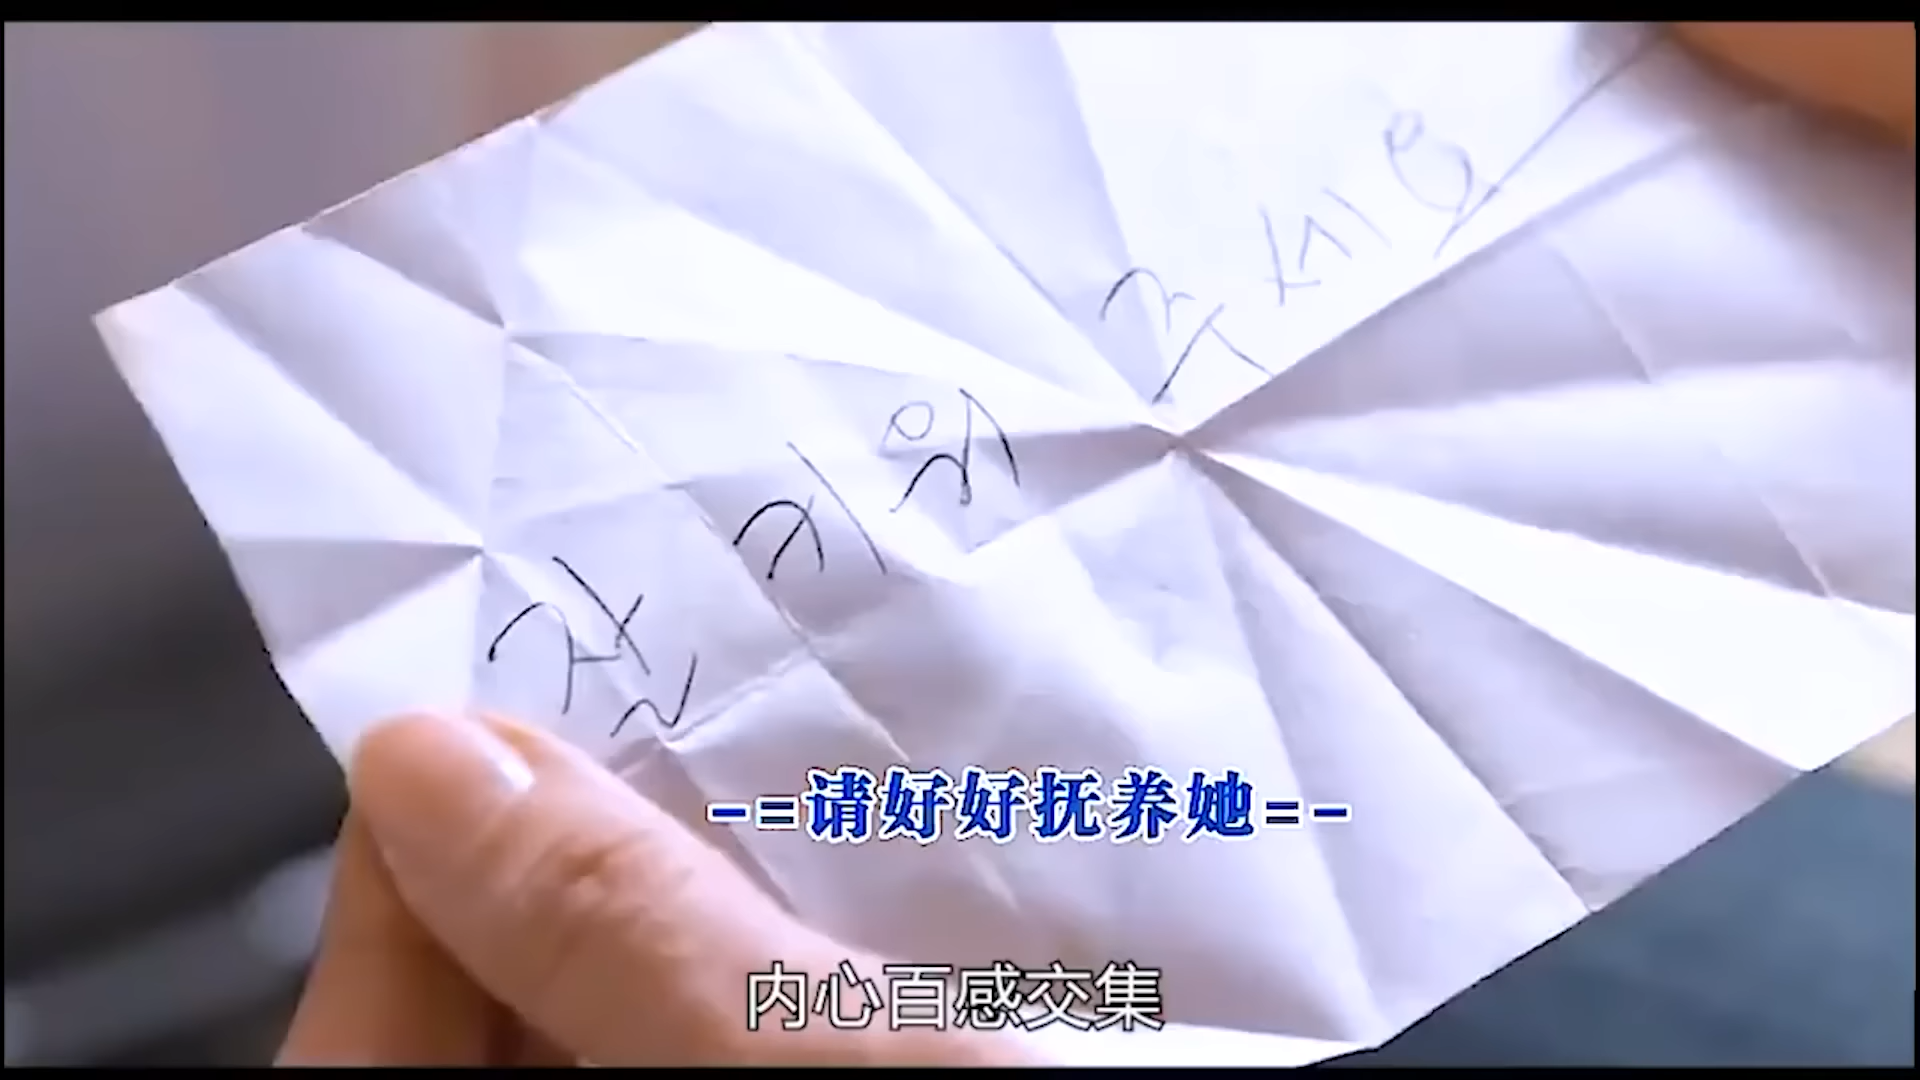 잘 키워 주세요
-=请好好抚养她=-
内心百感交集